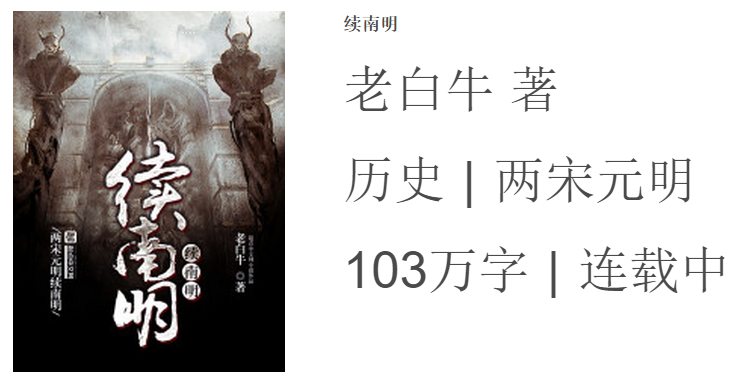 续南明
老白牛 著
历史 | 两宋元明
103万字 | 连载中
续南明
续南明
老白牛◎著
/两宋元明续南明/